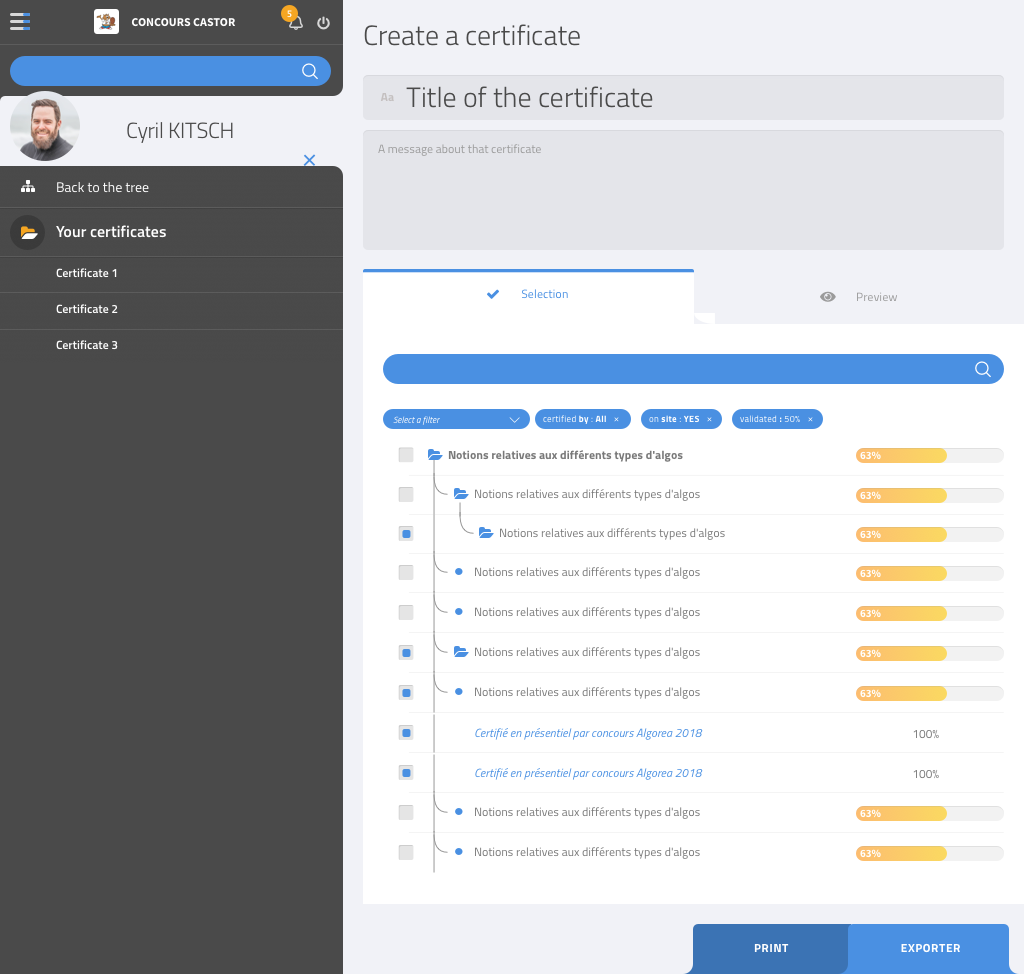 CONCOURS CASTOR
5
Cyril KITSCH
Back to the tree
Your certificates
Certificate 1
Certificate 2
Certificate 3
Create a certificate
Aa Title of the certificate
A message about that certificate
Selection
Preview
Select a filter
certified by : All ×
on site : YES ×
validated : 50% ×
Notions relatives aux différents types d'algos 63%
Notions relatives aux différents types d'algos 63%
Notions relatives aux différents types d'algos 63%
Notions relatives aux différents types d'algos 63%
Notions relatives aux différents types d'algos 63%
Notions relatives aux différents types d'algos 63%
Notions relatives aux différents types d'algos 63%
Certifié en présentiel par concours Algorea 2018 100%
Certifié en présentiel par concours Algorea 2018 100%
Notions relatives aux différents types d'algos 63%
Notions relatives aux différents types d'algos 63%
PRINT
EXPORTER